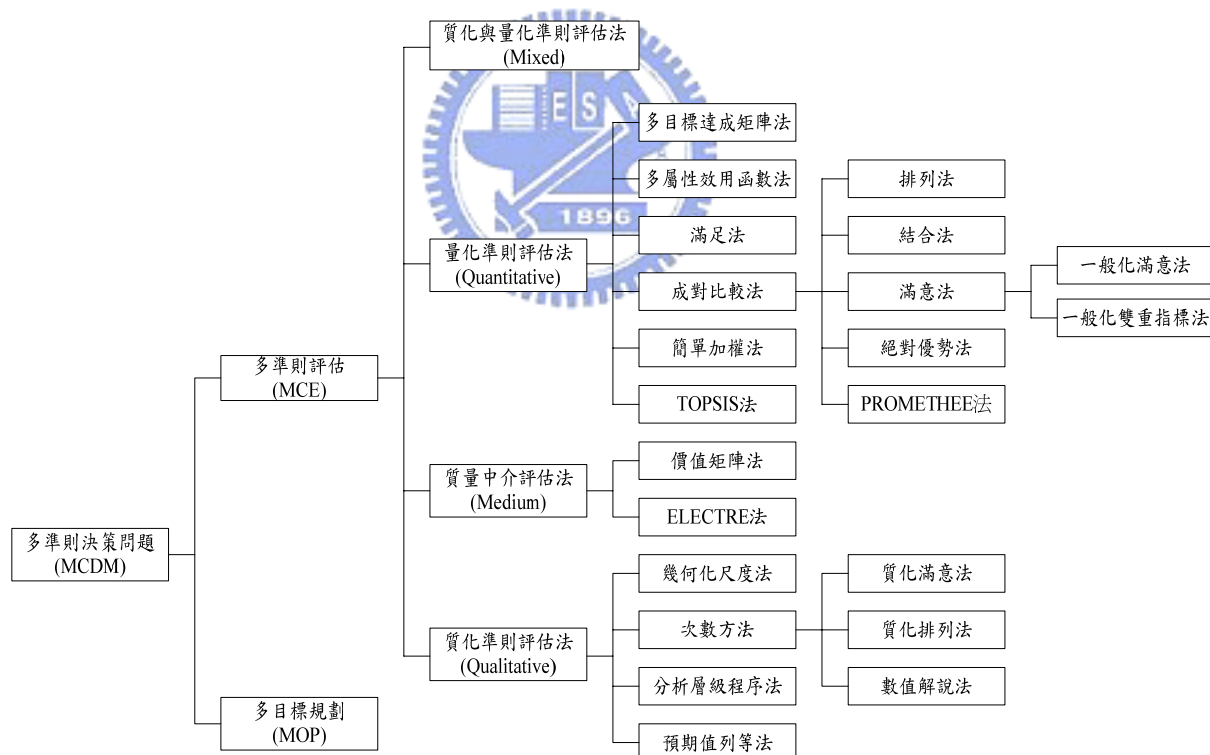 質化與量化準則評估法
(Mixed)
ESA
1896
多目標達成矩陣法
多屬性效用函數法
排列法
量化準則評估法
(Quantitative)
滿足法
結合法
一般化滿意法
成對比較法
滿意法
一般化雙重指標法
簡單加權法
絕對優勢法
多準則評估
(MCE)
TOPSIS法
PROMETHEE法
質量中介評估法
(Medium)
價值矩陣法
ELECTRE法
多準則決策問題
(MCDM)
幾何化尺度法
質化滿意法
質化準則評估法
(Qualitative)
次數方法
質化排列法
分析層級程序法
數值解說法
多目標規劃
(MOP)
預期值列等法